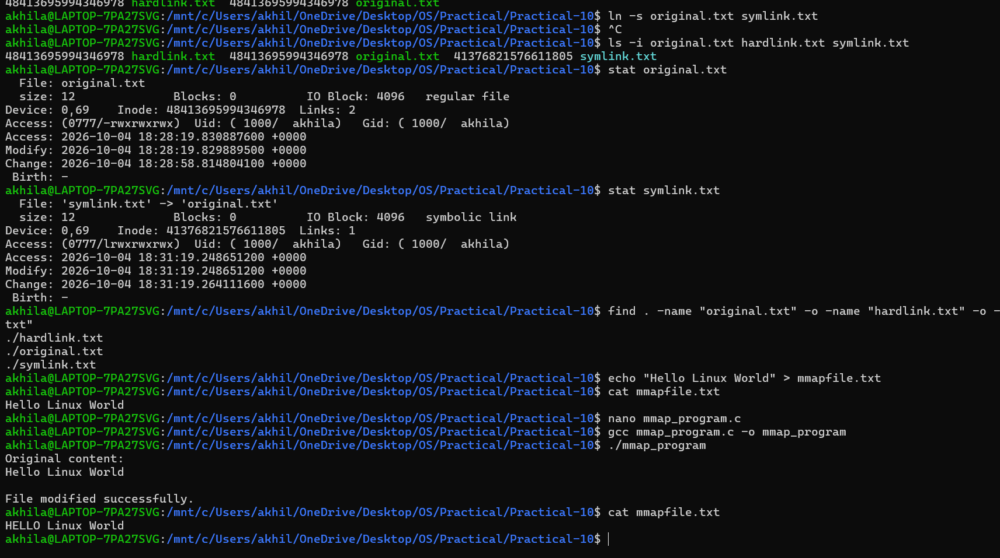 48413695994346978 hardlink.txt  48413695994346978 original.txt
akhila@LAPTOP-7PA27SVG:/mnt/c/Users/akhil/OneDrive/Desktop/OS/Practical/Practical-10$ ln -s original.txt symlink.txt
akhila@LAPTOP-7PA27SVG:/mnt/c/Users/akhil/OneDrive/Desktop/OS/Practical/Practical-10$ ^C
akhila@LAPTOP-7PA27SVG:/mnt/c/Users/akhil/OneDrive/Desktop/OS/Practical/Practical-10$ ls -i original.txt hardlink.txt symlink.txt
48413695994346978 hardlink.txt  48413695994346978 original.txt  41376821576611805 symlink.txt
akhila@LAPTOP-7PA27SVG:/mnt/c/Users/akhil/OneDrive/Desktop/OS/Practical/Practical-10$ stat original.txt
  File: original.txt
  size: 12              Blocks: 0          IO Block: 4096   regular file
Device: 0,69    Inode: 48413695994346978  Links: 2
Access: (0777/-rwxrwxrwx)  Uid: ( 1000/  akhila)   Gid: ( 1000/  akhila)
Access: 2026-10-04 18:28:19.830887600 +0000
Modify: 2026-10-04 18:28:19.829889500 +0000
Change: 2026-10-04 18:28:58.814804100 +0000
 Birth: -
akhila@LAPTOP-7PA27SVG:/mnt/c/Users/akhil/OneDrive/Desktop/OS/Practical/Practical-10$ stat symlink.txt
  File: 'symlink.txt' -> 'original.txt'
  size: 12              Blocks: 0          IO Block: 4096   symbolic link
Device: 0,69    Inode: 41376821576611805  Links: 1
Access: (0777/lrwxrwxrwx)  Uid: ( 1000/  akhila)   Gid: ( 1000/  akhila)
Access: 2026-10-04 18:31:19.248651200 +0000
Modify: 2026-10-04 18:31:19.248651200 +0000
Change: 2026-10-04 18:31:19.264111600 +0000
 Birth: -
akhila@LAPTOP-7PA27SVG:/mnt/c/Users/akhil/OneDrive/Desktop/OS/Practical/Practical-10$ find . -name "original.txt" -o -name "hardlink.txt" -o -
txt"
./hardlink.txt
./original.txt
./symlink.txt
akhila@LAPTOP-7PA27SVG:/mnt/c/Users/akhil/OneDrive/Desktop/OS/Practical/Practical-10$ echo "Hello Linux World" > mmapfile.txt
akhila@LAPTOP-7PA27SVG:/mnt/c/Users/akhil/OneDrive/Desktop/OS/Practical/Practical-10$ cat mmapfile.txt
Hello Linux World
akhila@LAPTOP-7PA27SVG:/mnt/c/Users/akhil/OneDrive/Desktop/OS/Practical/Practical-10$ nano mmap_program.c
akhila@LAPTOP-7PA27SVG:/mnt/c/Users/akhil/OneDrive/Desktop/OS/Practical/Practical-10$ gcc mmap_program.c -o mmap_program
akhila@LAPTOP-7PA27SVG:/mnt/c/Users/akhil/OneDrive/Desktop/OS/Practical/Practical-10$ ./mmap_program
Original content:
Hello Linux World

File modified successfully.
akhila@LAPTOP-7PA27SVG:/mnt/c/Users/akhil/OneDrive/Desktop/OS/Practical/Practical-10$ cat mmapfile.txt
HELLO Linux World
akhila@LAPTOP-7PA27SVG:/mnt/c/Users/akhil/OneDrive/Desktop/OS/Practical/Practical-10$